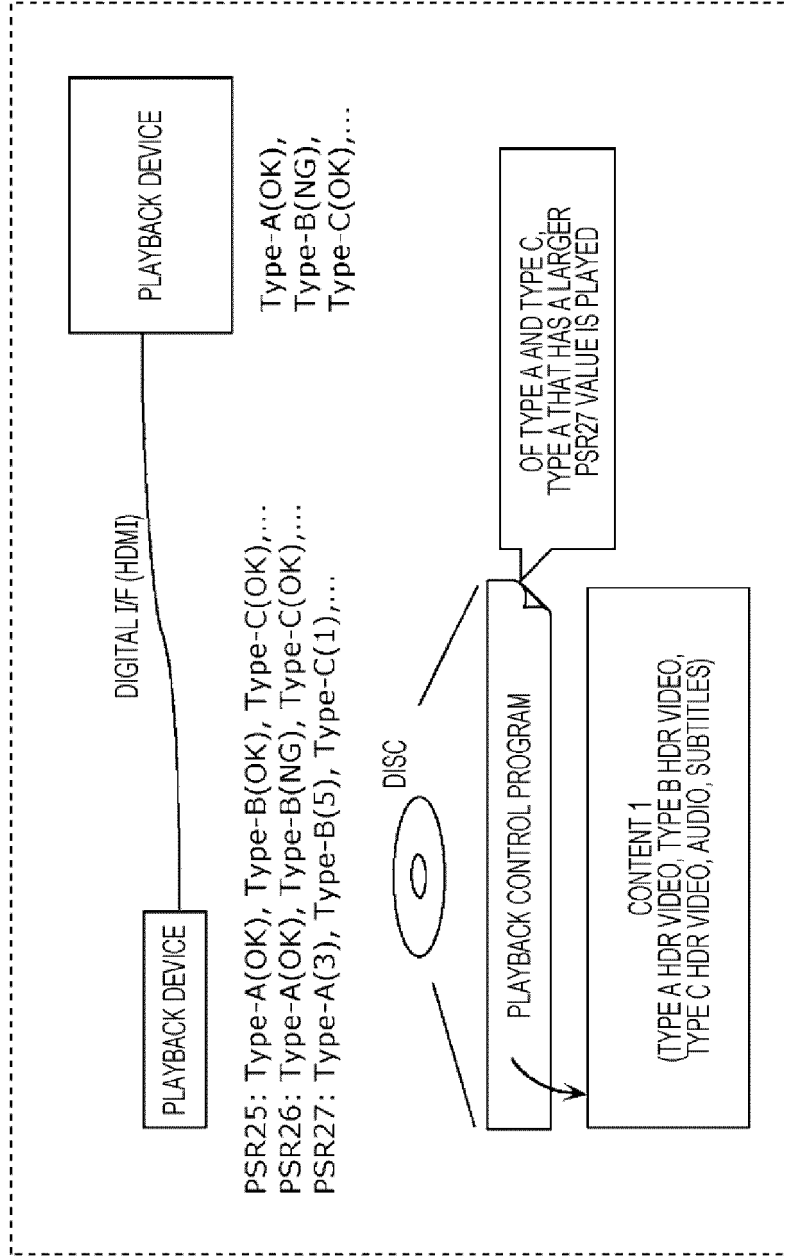 DIGITAL I/F (HDMI)
PLAYBACK DEVICE
PLAYBACK DEVICE
PSR25: Type-A(OK), Type-B(OK), Type-C(OK),...
PSR26: Type-A(OK), Type-B(NG), Type-C(OK),...
PSR27: Type-A(3), Type-B(5), Type-C(1),...
Type-A(OK),
Type-B(NG),
Type-C(OK),...
DISC
PLAYBACK CONTROL PROGRAM
OF TYPE A AND TYPE C,
TYPE A THAT HAS A LARGER
PSR27 VALUE IS PLAYED
CONTENT 1
(TYPE A HDR VIDEO, TYPE B HDR VIDEO,
TYPE C HDR VIDEO, AUDIO, SUBTITLES)